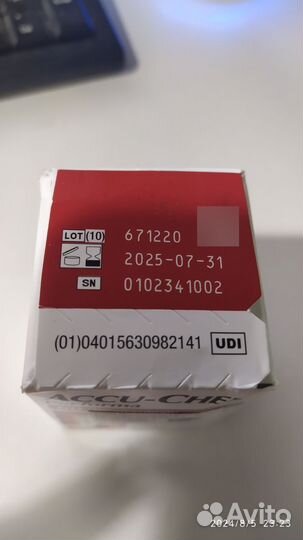 LOT (10) 671220
2025-07-31
SN 0102341002
(01)04015630982141 UDI
ACCU-CHE
2024/8/5 23:23
Avito